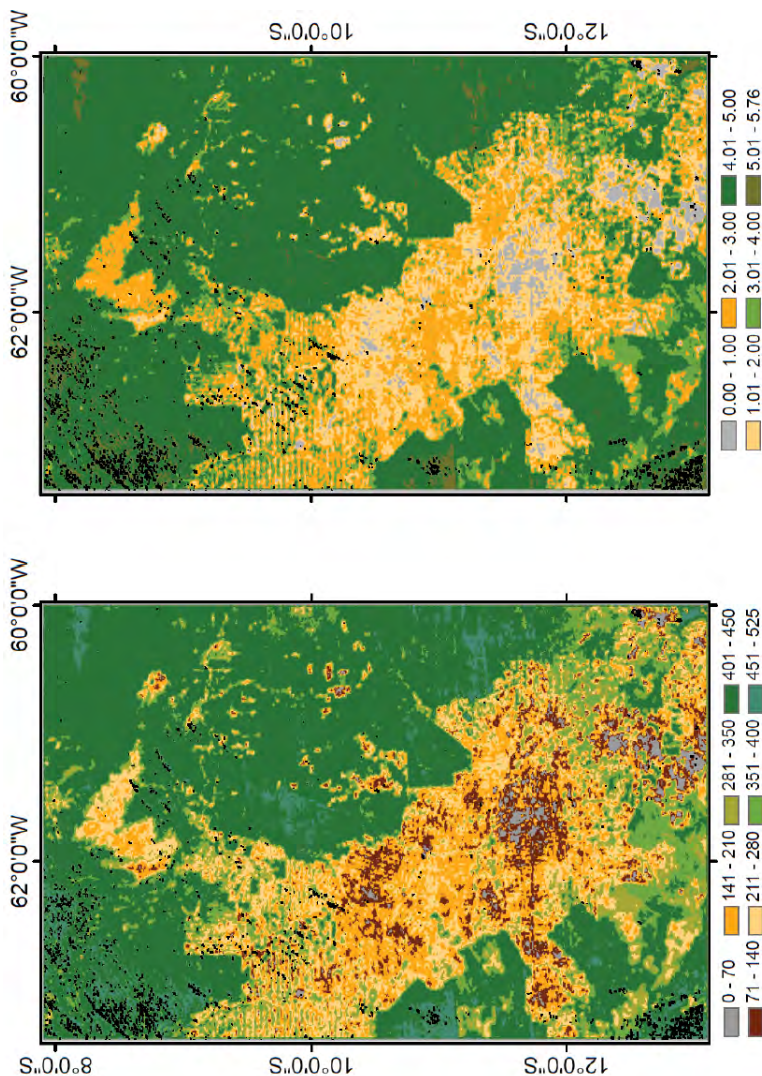 60°0'0"W
62°0'0"W
10°0'0"S
12°0'0"S
0.00 - 1.00
2.01 - 3.00
4.01 - 5.00
1.01 - 2.00
3.01 - 4.00
5.01 - 5.76
60°0'0"W
62°0'0"W
8°0'0"S
10°0'0"S
12°0'0"S
0 - 70
141 - 210
281 - 350
401 - 450
71 - 140
211 - 280
351 - 400
451 - 525